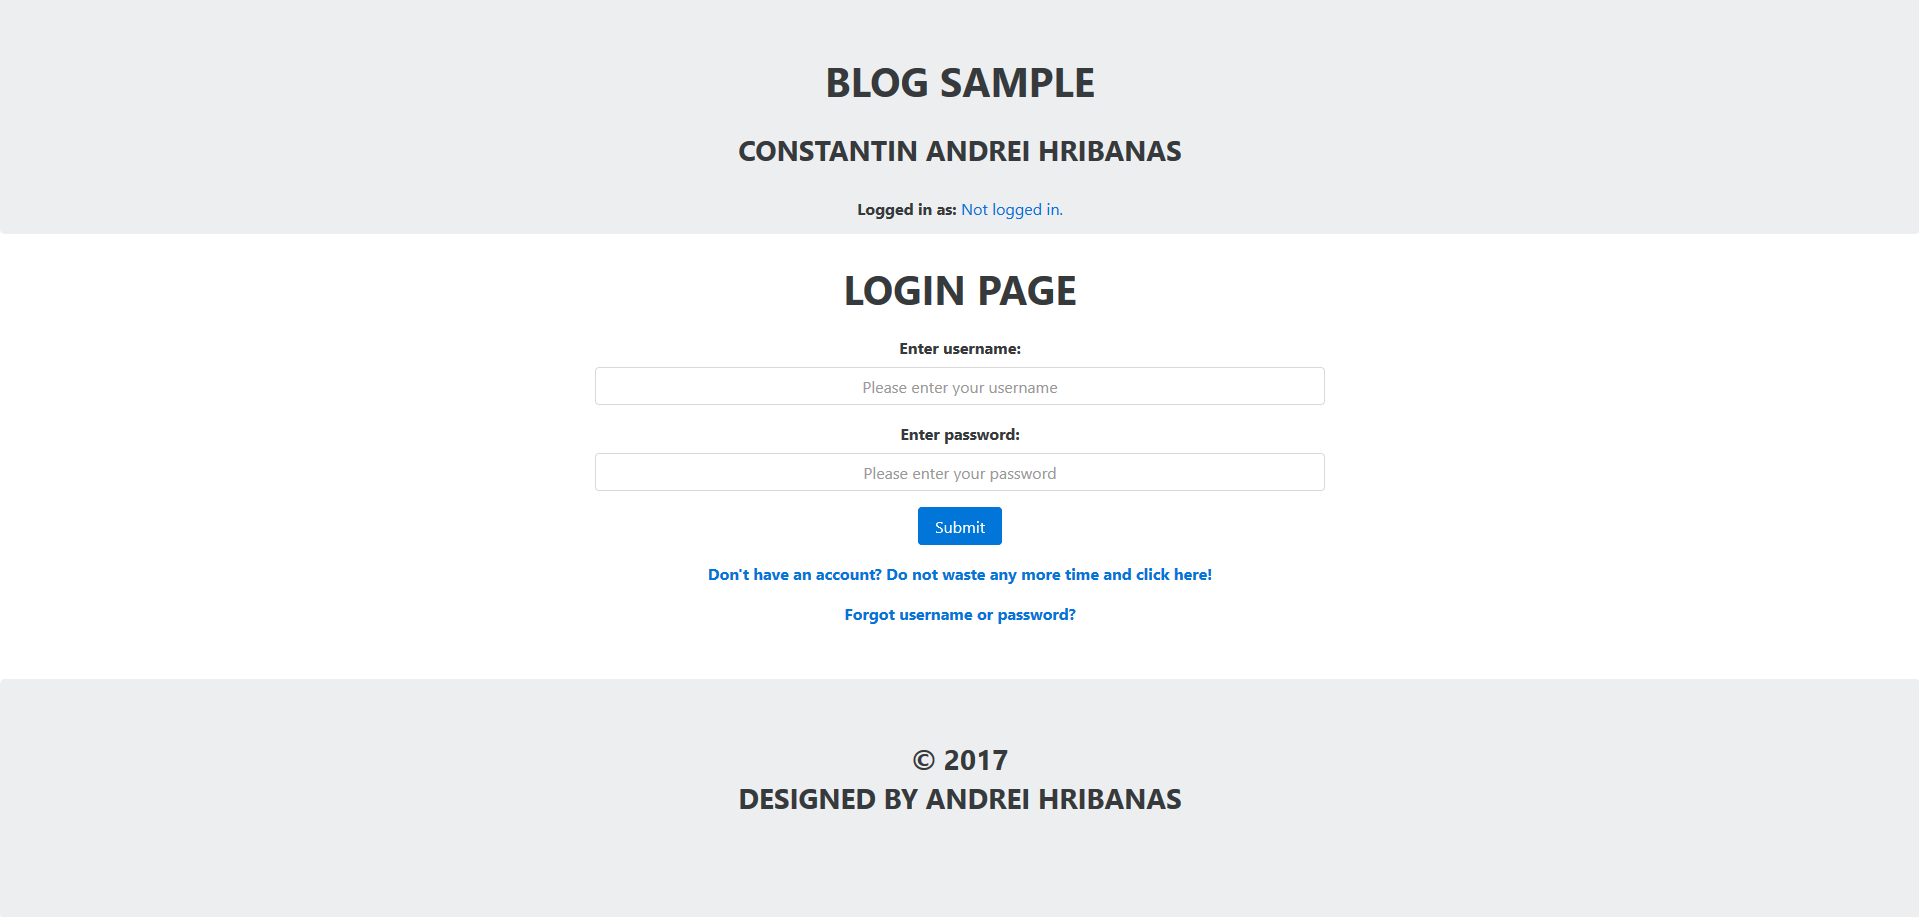 BLOG SAMPLE
CONSTANTIN ANDREI HRIBANAS
Logged in as: Not logged in.
LOGIN PAGE
Enter username:
Please enter your username
Enter password:
Please enter your password
Submit
Don't have an account? Do not waste any more time and click here!
Forgot username or password?
© 2017
DESIGNED BY ANDREI HRIBANAS